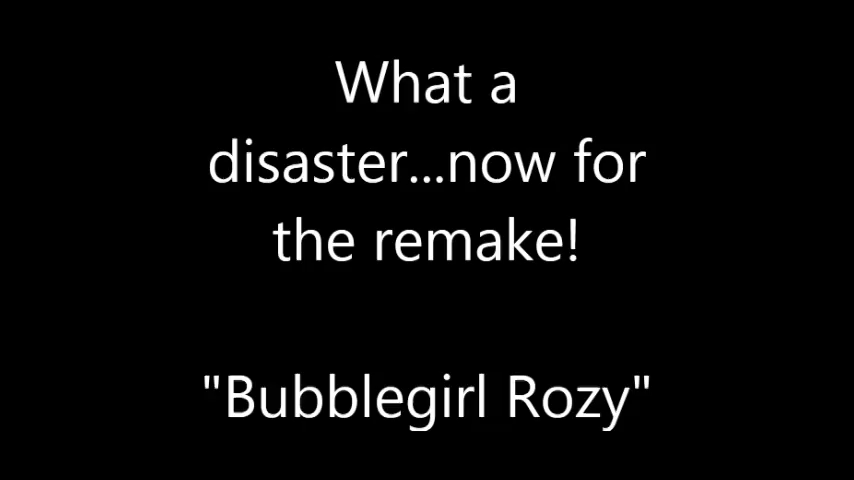 What a
disaster...now for
the remake!
"Bubblegirl Rozy"